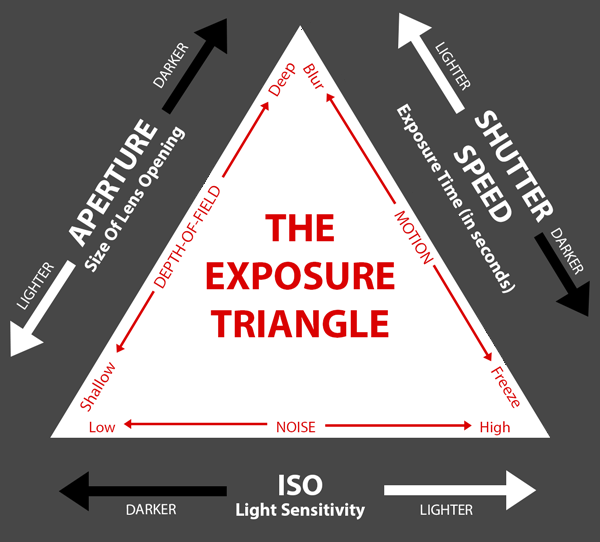 DARKER
APERTURE
Size Of Lens Opening
LIGHTER
LIGHTER
SHUTTER
SPEED
Exposure Time (in seconds)
DARKER
Deep
DEPTH-OF-FIELD
Shallow
Blur
MOTION
Freeze
THE
EXPOSURE
TRIANGLE
Low
NOISE
High
DARKER
ISO
Light Sensitivity
LIGHTER